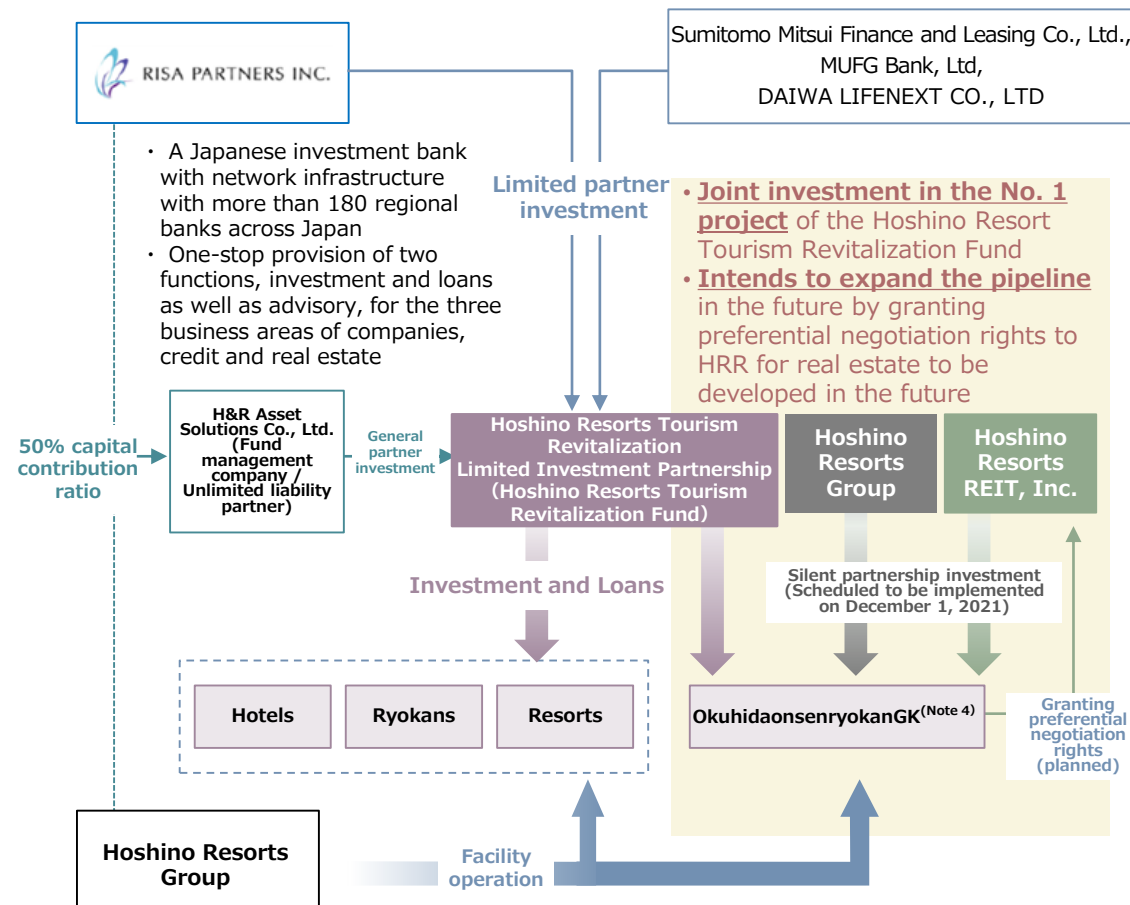 RISA PARTNERS INC.
Sumitomo Mitsui Finance and Leasing Co., Ltd.,
MUFG Bank, Ltd,
DAIWA LIFENEXT CO., LTD
・ A Japanese investment bank
with network infrastructure
with more than 180 regional
banks across Japan
・ One-stop provision of two
functions, investment and loans
as well as advisory, for the three
business areas of companies,
credit and real estate
Limited partner
investment
• Joint investment in the No. 1
project of the Hoshino Resort
Tourism Revitalization Fund
• Intends to expand the pipeline
in the future by granting
preferential negotiation rights to
HRR for real estate to be
developed in the future
50% capital
contribution
ratio
H&R Asset
Solutions Co., Ltd.
(Fund
management
company /
Unlimited liability
partner)
General
partner
investment
Hoshino Resorts Tourism
Revitalization
Limited Investment Partnership
(Hoshino Resorts Tourism
Revitalization Fund)
Hoshino
Resorts
Group
Hoshino
Resorts
REIT, Inc.
Investment and Loans
Silent partnership investment
(Scheduled to be implemented
on December 1, 2021)
Hotels
Ryokans
Resorts
OkuhidaonsenryokanGK(Note 4)
Granting
preferential
negotiation
rights
(planned)
Hoshino Resorts
Group
Facility
operation